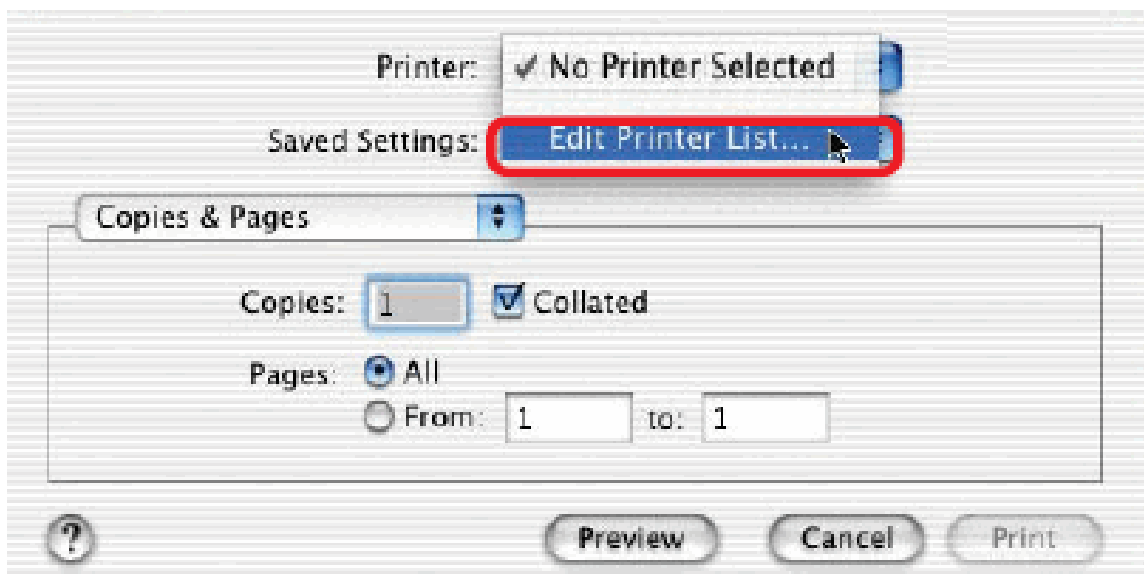 Printer: ✓ No Printer Selected
Saved Settings: Edit Printer List...
Copies & Pages
Copies: 1 Collated
Pages: All
From: 1 to: 1
? Preview Cancel Print